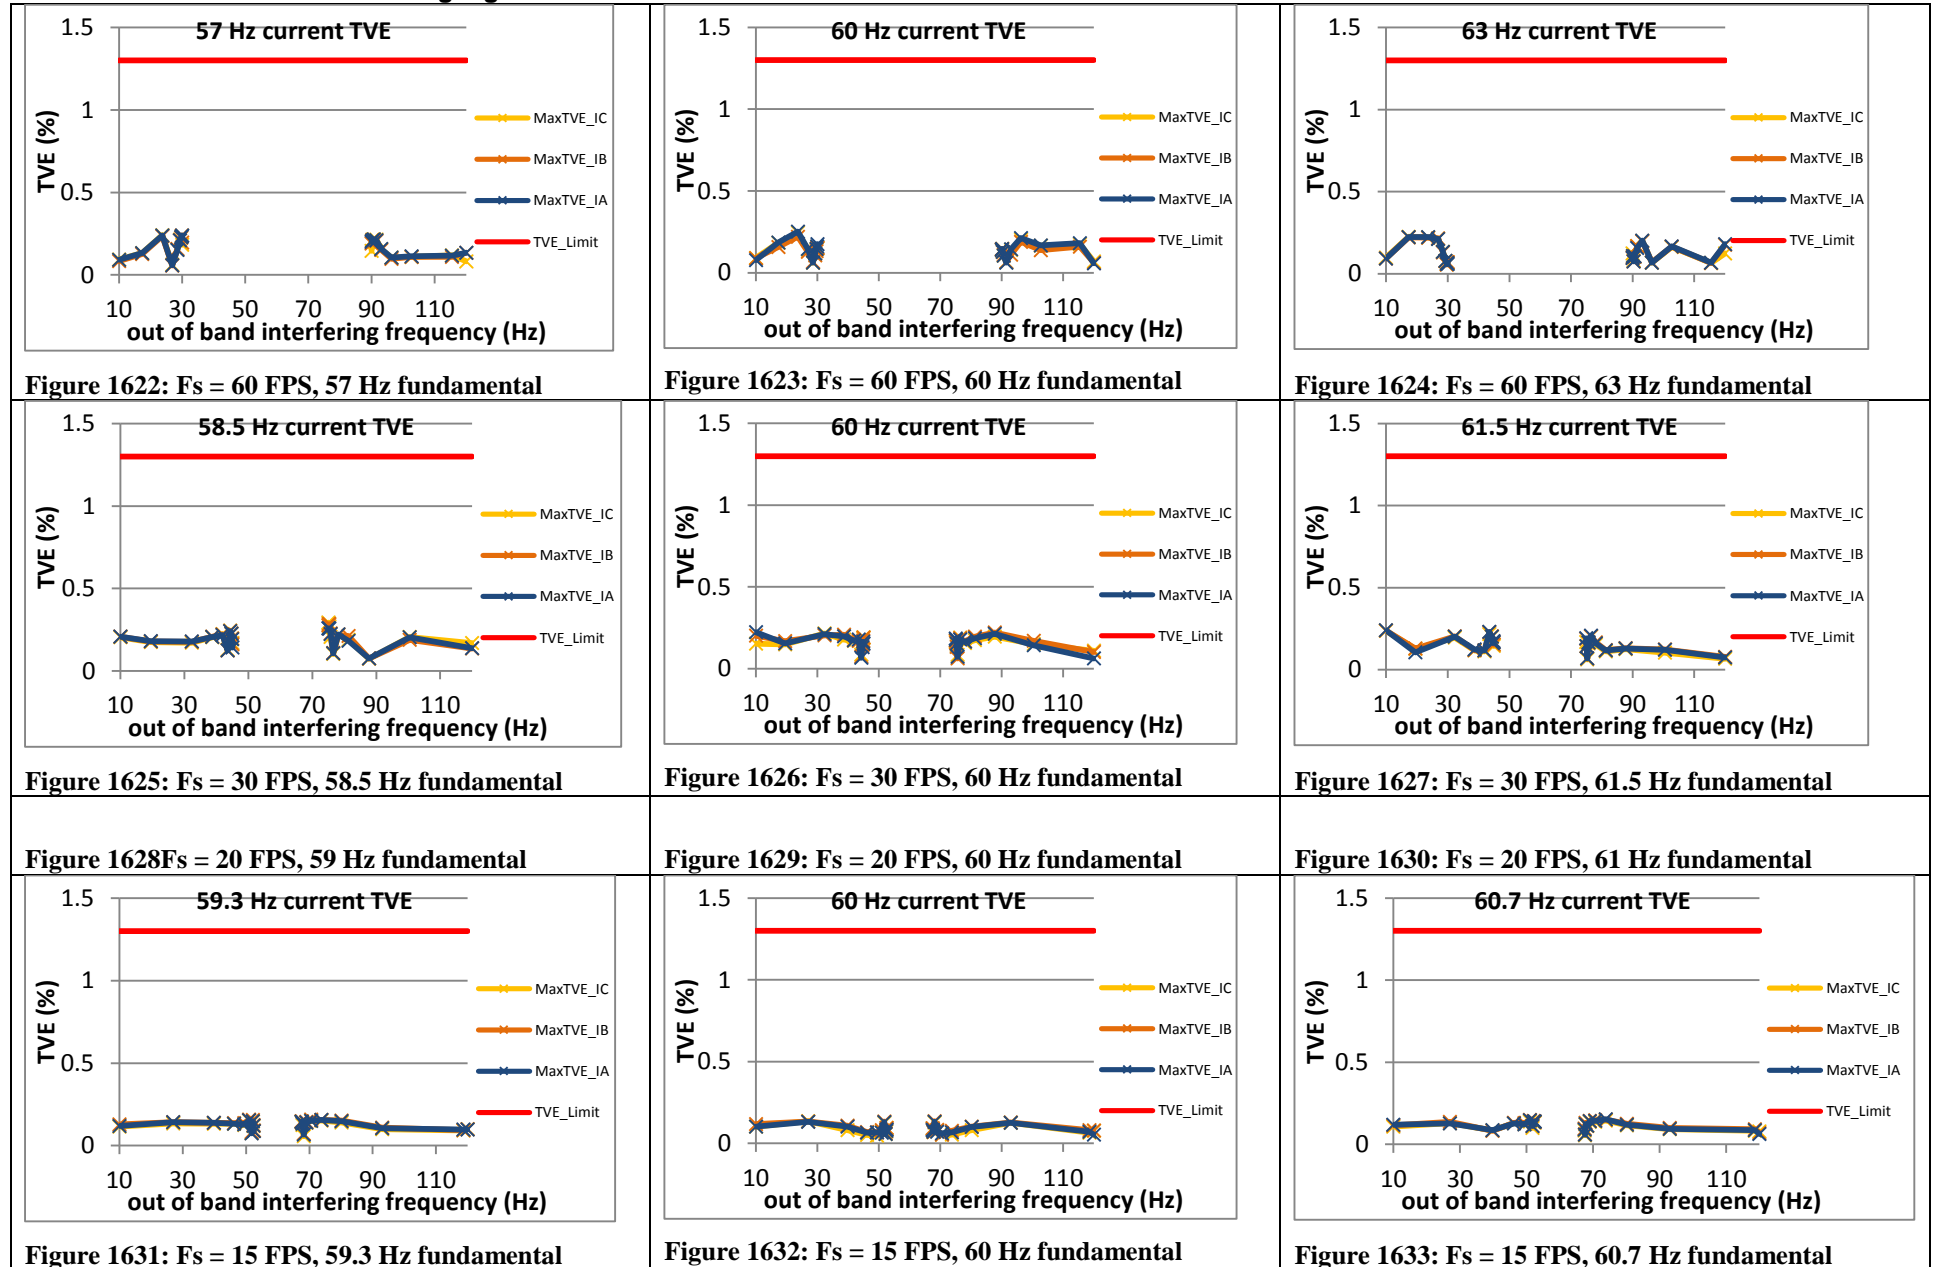 57 Hz current TVE
1.5
1
0.5
0
TVE (%)
MaxTVE_IC
MaxTVE_IB
MaxTVE_IA
TVE_Limit
10 30 50 70 90 110
out of band interfering frequency (Hz)
Figure 1622: Fs = 60 FPS, 57 Hz fundamental
60 Hz current TVE
1.5
1
0.5
0
TVE (%)
MaxTVE_IC
MaxTVE_IB
MaxTVE_IA
TVE_Limit
10 30 50 70 90 110
out of band interfering frequency (Hz)
Figure 1623: Fs = 60 FPS, 60 Hz fundamental
63 Hz current TVE
1.5
1
0.5
0
TVE (%)
MaxTVE_IC
MaxTVE_IB
MaxTVE_IA
TVE_Limit
10 30 50 70 90 110
out of band interfering frequency (Hz)
Figure 1624: Fs = 60 FPS, 63 Hz fundamental
58.5 Hz current TVE
1.5
1
0.5
0
TVE (%)
MaxTVE_IC
MaxTVE_IB
MaxTVE_IA
TVE_Limit
10 30 50 70 90 110
out of band interfering frequency (Hz)
Figure 1625: Fs = 30 FPS, 58.5 Hz fundamental
60 Hz current TVE
1.5
1
0.5
0
TVE (%)
MaxTVE_IC
MaxTVE_IB
MaxTVE_IA
TVE_Limit
10 30 50 70 90 110
out of band interfering frequency (Hz)
Figure 1626: Fs = 30 FPS, 60 Hz fundamental
61.5 Hz current TVE
1.5
1
0.5
0
TVE (%)
MaxTVE_IC
MaxTVE_IB
MaxTVE_IA
TVE_Limit
10 30 50 70 90 110
out of band interfering frequency (Hz)
Figure 1627: Fs = 30 FPS, 61.5 Hz fundamental
Figure 1628Fs = 20 FPS, 59 Hz fundamental
Figure 1629: Fs = 20 FPS, 60 Hz fundamental
Figure 1630: Fs = 20 FPS, 61 Hz fundamental
59.3 Hz current TVE
1.5
1
0.5
0
TVE (%)
MaxTVE_IC
MaxTVE_IB
MaxTVE_IA
TVE_Limit
10 30 50 70 90 110
out of band interfering frequency (Hz)
Figure 1631: Fs = 15 FPS, 59.3 Hz fundamental
60 Hz current TVE
1.5
1
0.5
0
TVE (%)
MaxTVE_IC
MaxTVE_IB
MaxTVE_IA
TVE_Limit
10 30 50 70 90 110
out of band interfering frequency (Hz)
Figure 1632: Fs = 15 FPS, 60 Hz fundamental
60.7 Hz current TVE
1.5
1
0.5
0
TVE (%)
MaxTVE_IC
MaxTVE_IB
MaxTVE_IA
TVE_Limit
10 30 50 70 90 110
out of band interfering frequency (Hz)
Figure 1633: Fs = 15 FPS, 60.7 Hz fundamental